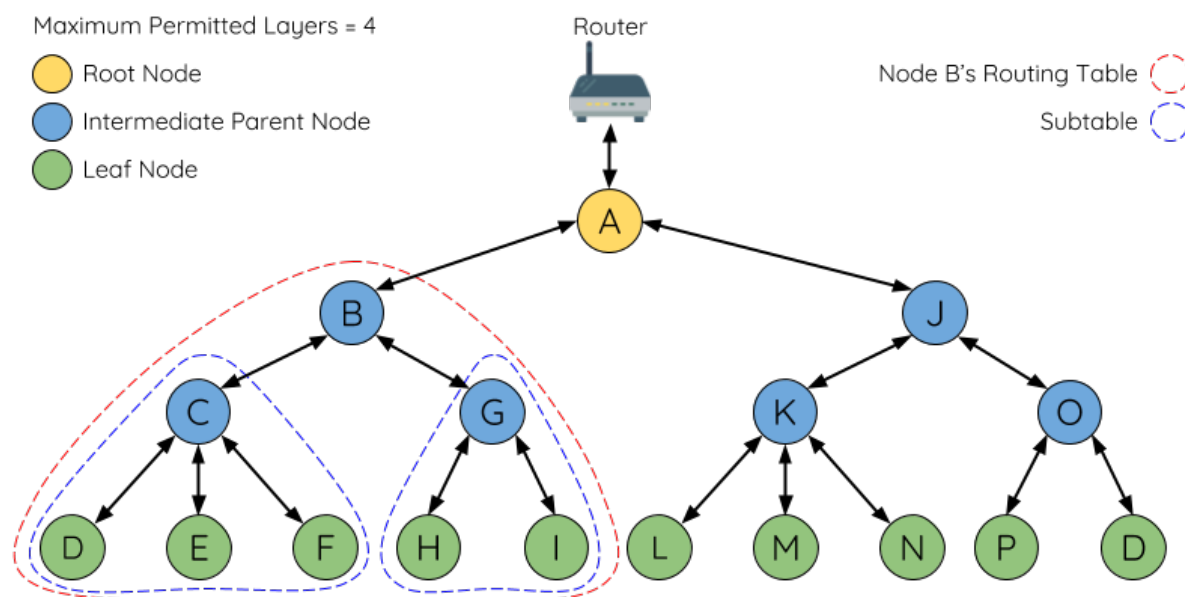 Maximum Permitted Layers = 4
Router
Root Node
Node B's Routing Table
Intermediate Parent Node
Subtable
Leaf Node
A
B
J
C
G
K
O
D
E
F
H
I
L
M
N
P
D